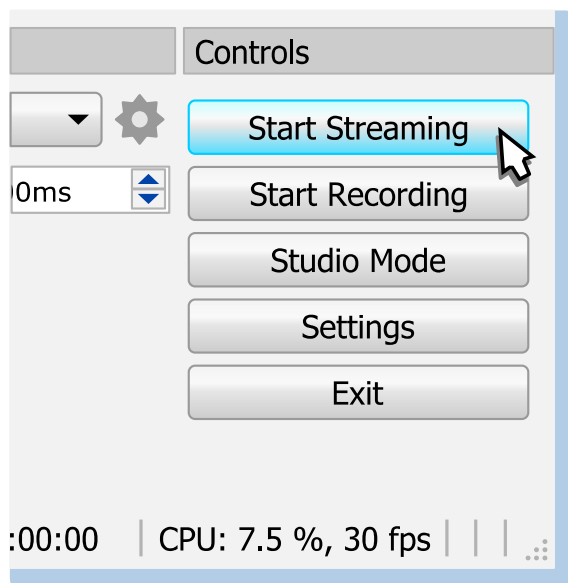 Controls
Start Streaming
0ms
Start Recording
Studio Mode
Settings
Exit
:00:00
CPU: 7.5 %, 30 fps